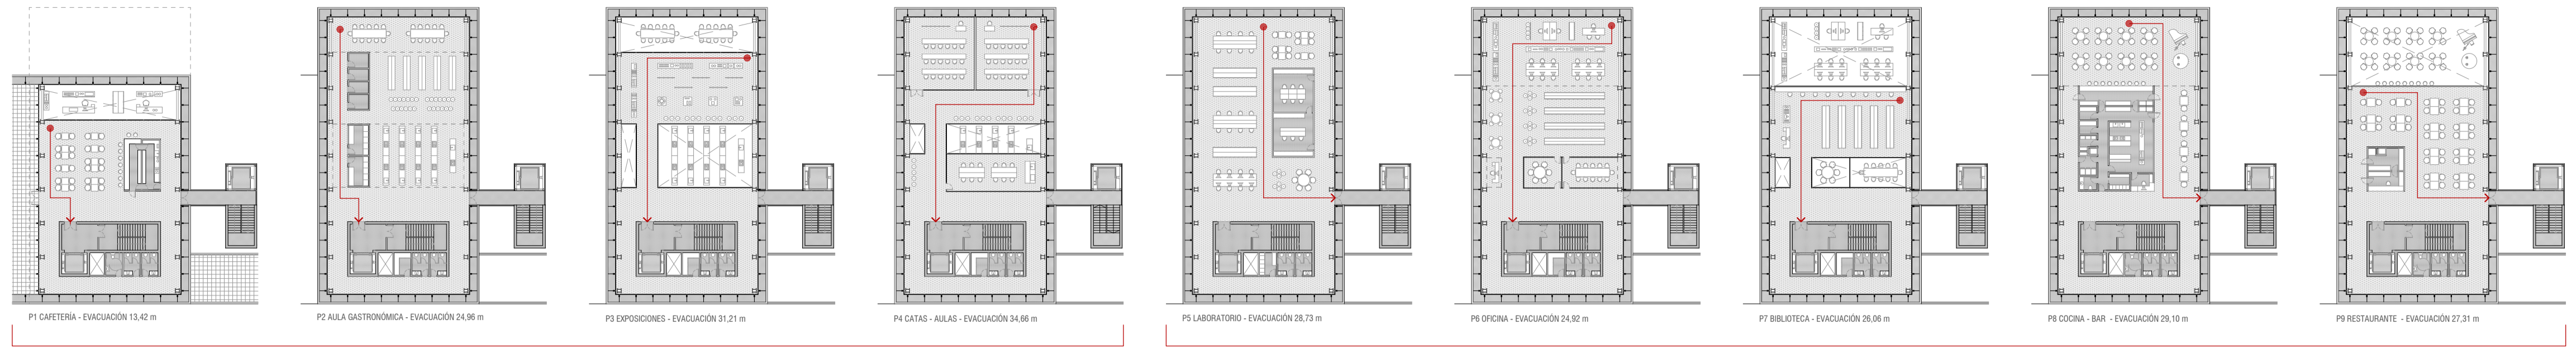 P1 CAFETERÍA - EVACUACIÓN 13,42 m
P2 AULA GASTRONÓMICA - EVACUACIÓN 24,96 m
P3 EXPOSICIONES - EVACUACIÓN 31,21 m
P4 CATAS - AULAS - EVACUACIÓN 34,66 m
P5 LABORATORIO - EVACUACIÓN 28,73 m
P6 OFICINA - EVACUACIÓN 24,92 m
P7 BIBLIOTECA - EVACUACIÓN 26,06 m
P8 COCINA - BAR - EVACUACIÓN 29,10 m
P9 RESTAURANTE - EVACUACIÓN 27,31 m